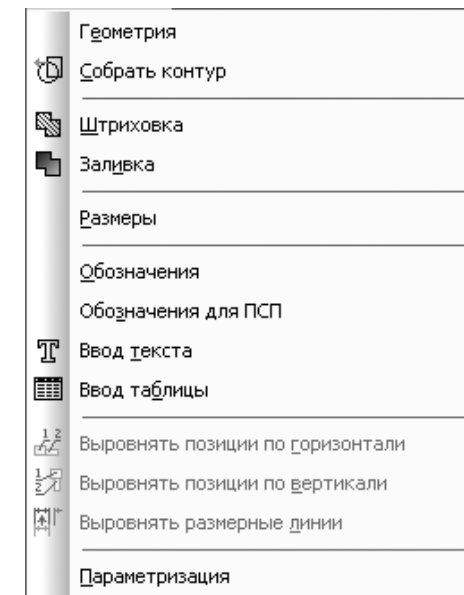 Геометрия
Собрать контур
Штриховка
Заливка
Размеры
Обозначения
Обозначения для ПСП
Ввод текста
Ввод таблицы
Выровнять позиции по горизонтали
Выровнять позиции по вертикали
Выровнять размерные линии
Параметризация